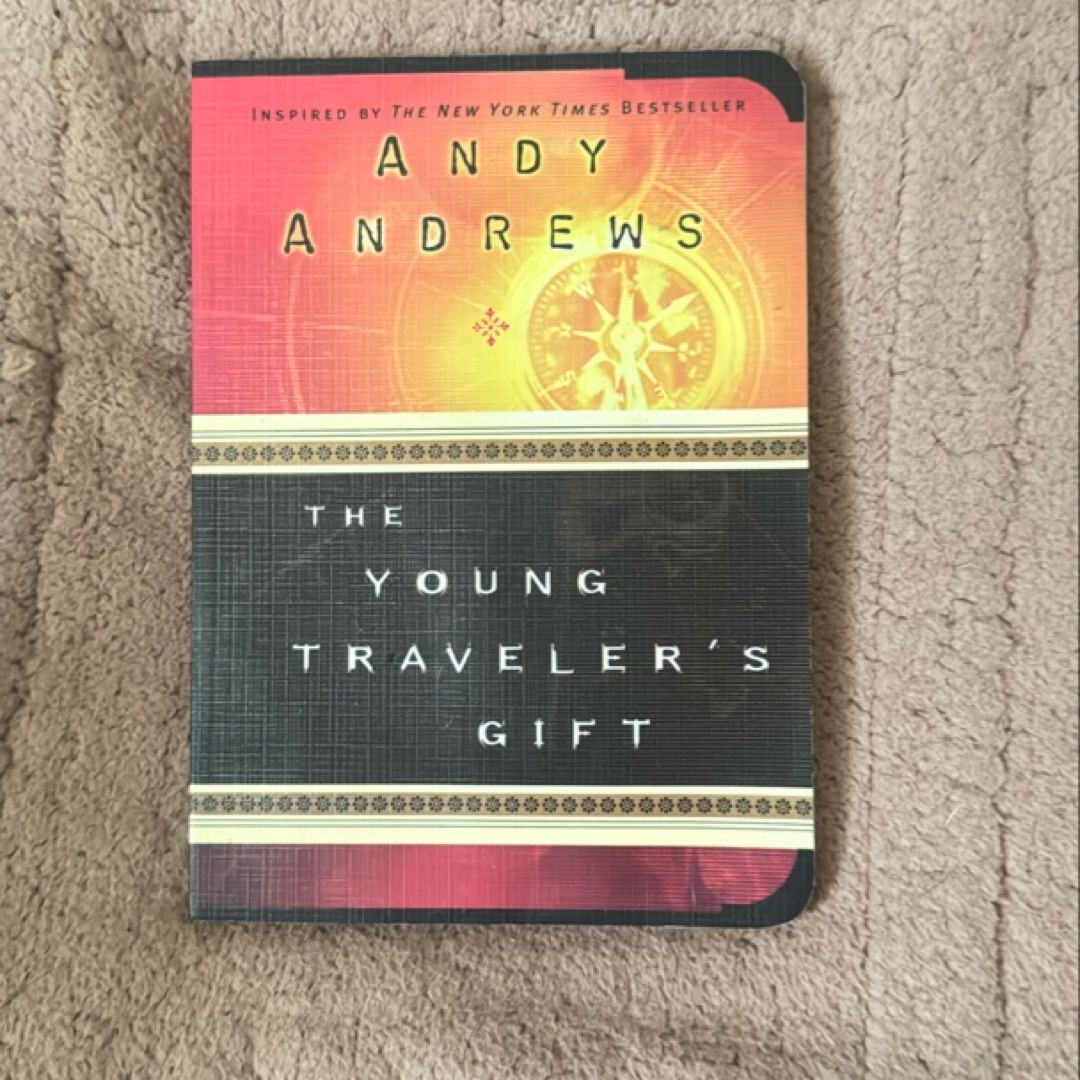 INSPIRED BY THE NEW YORK TIMES BESTSELLER
ANDY
ANDREWS
W
S
E
THE
YOUNG
TRAVELER'S
GIFT